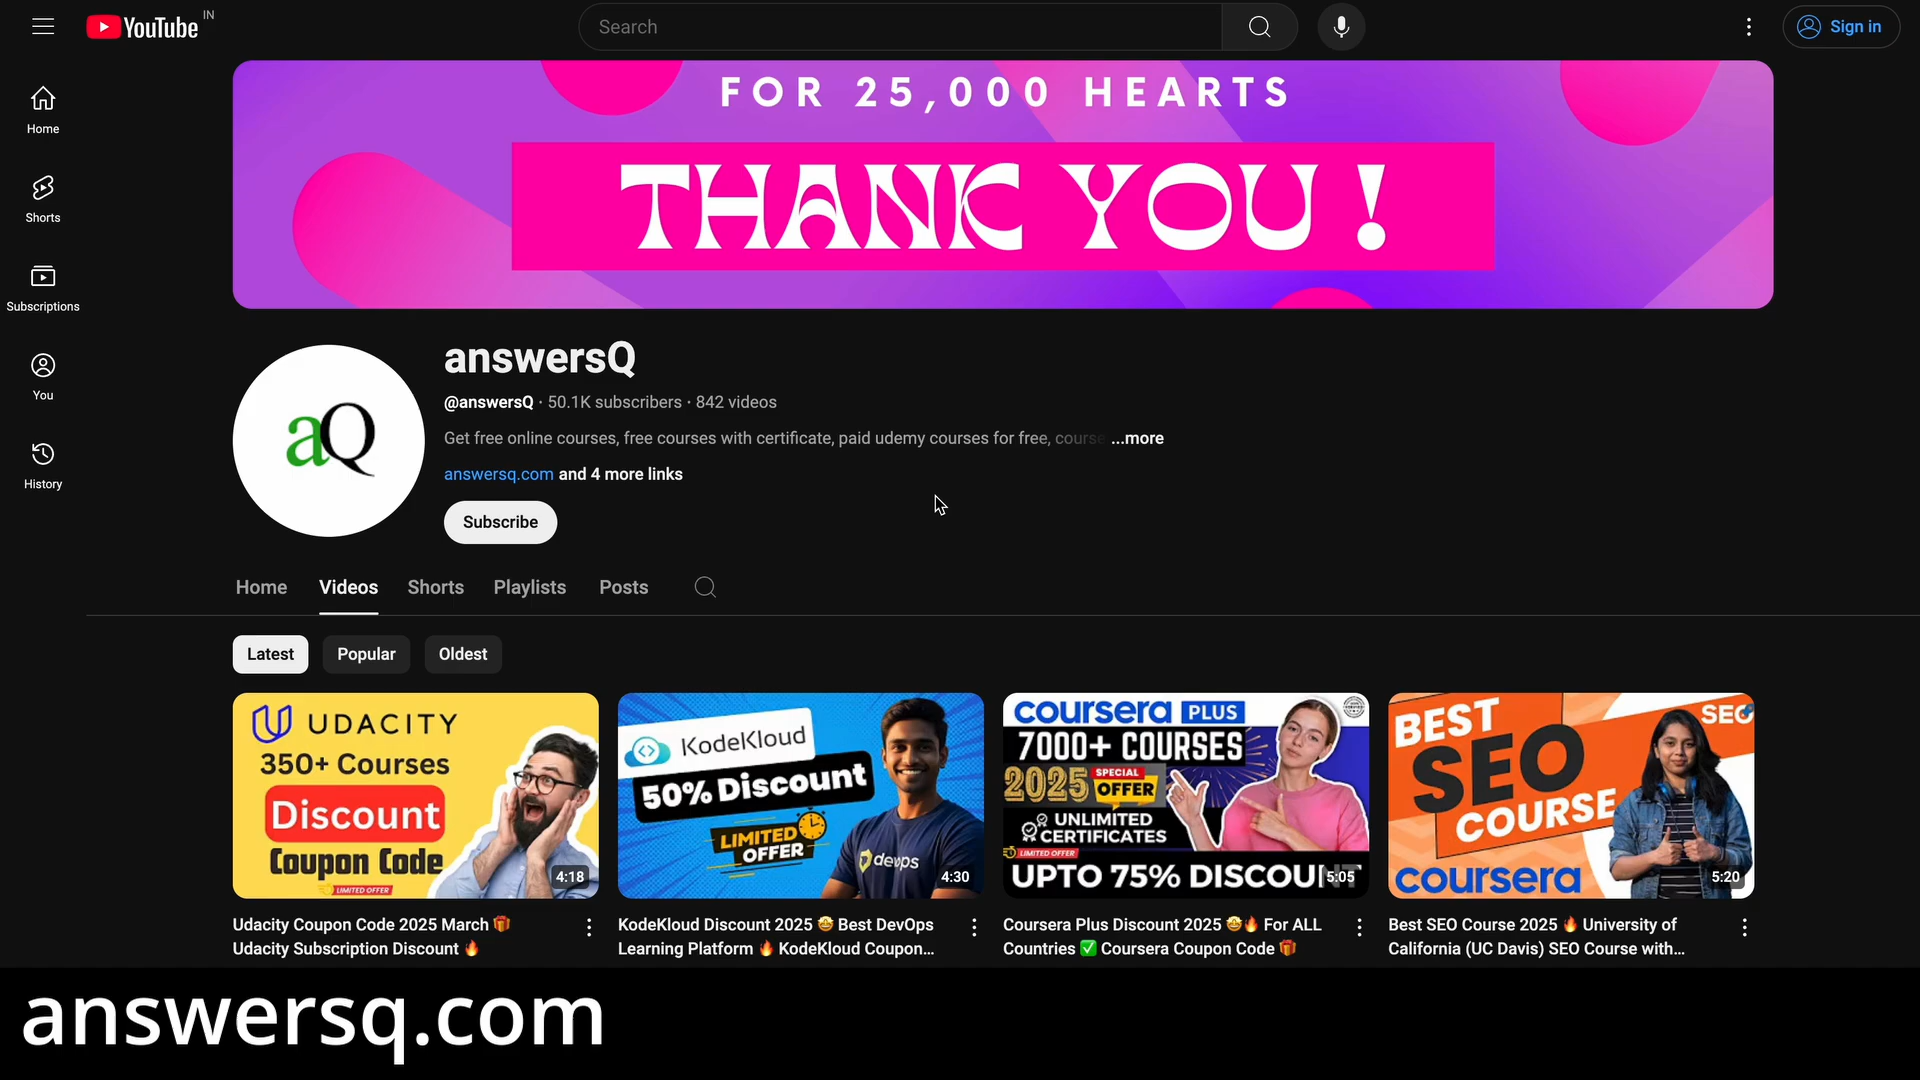 YouTube IN
Search
Sign in
Home
Shorts
Subscriptions
You
History
FOR 25,000 HEARTS
THANK YOU !
aQ
answersQ
@answersQ · 50.1K subscribers · 842 videos
Get free online courses, free courses with certificate, paid udemy courses for free, course ...more
answersq.com and 4 more links
Subscribe
Home Videos Shorts Playlists Posts
Latest Popular Oldest
UDACITY
350+ Courses
Discount
Coupon Code
LIMITED OFFER
4:18
Udacity Coupon Code 2025 March 🎁
Udacity Subscription Discount 🔥
KodeKloud
50% Discount
LIMITED
OFFER
devops
4:30
KodeKloud Discount 2025 🤩 Best DevOps
Learning Platform 🔥 KodeKloud Coupon...
coursera PLUS
7000+ COURSES
2025 SPECIAL
OFFER
UNLIMITED
CERTIFICATES
LIMITED OFFER
UPTO 75% DISCOUNT
5:05
Coursera Plus Discount 2025 🤩🔥 For ALL
Countries ✅ Coursera Coupon Code 🎁
BEST
SEO
SEO
COURSE
coursera
5:20
Best SEO Course 2025 🔥 University of
California (UC Davis) SEO Course with...
answersq.com